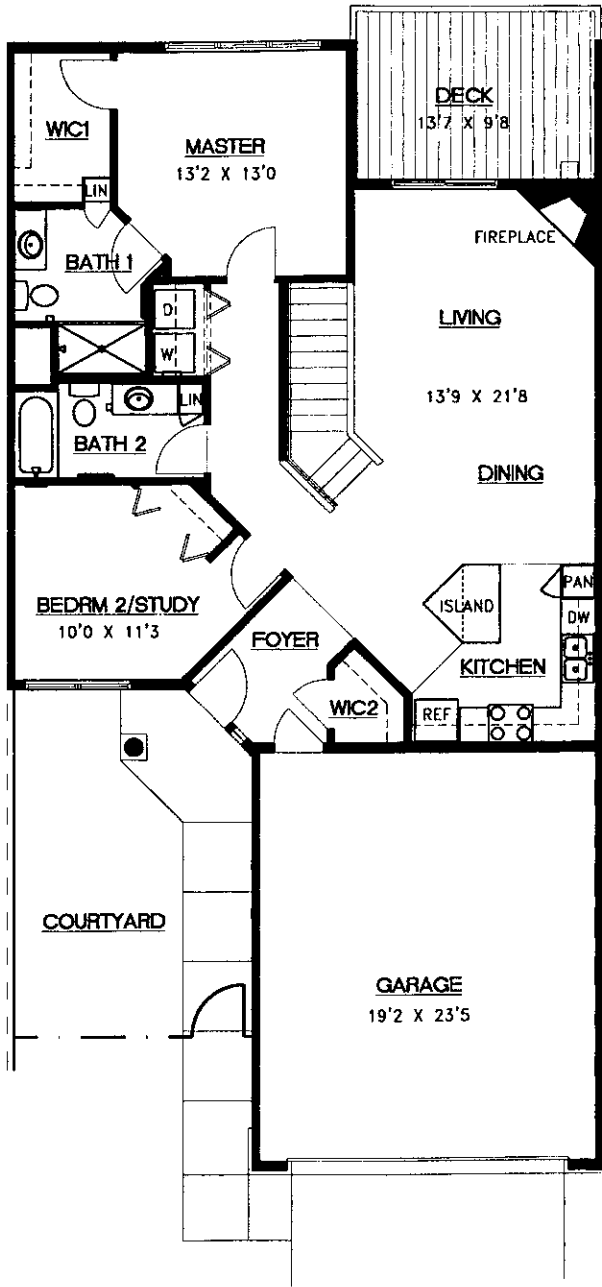 DECK
13'7 X 9'8
WIC1
MASTER
13'2 X 13'0
LIN
FIREPLACE
BATH 1
D
LIVING
W
13'9 X 21'8
LIN
BATH 2
DINING
PAN
ISLAND
DW
BEDRM 2/STUDY
10'0 X 11'3
FOYER
KITCHEN
WIC2
REF
COURTYARD
GARAGE
19'2 X 23'5